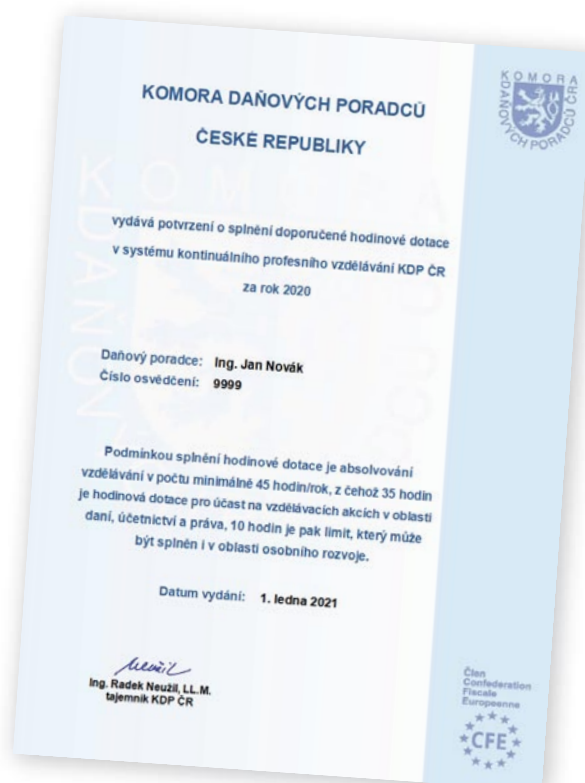 KOMORA DAŇOVÝCH PORADCŮ
ČESKÉ REPUBLIKY
KOMORA
DAŇOVÝCH PORADCŮ ČR
vydává potvrzení o splnění doporučené hodinové dotace
v systému kontinuálního profesního vzdělávání KDP ČR
za rok 2020
Daňový poradce: Ing. Jan Novák
Číslo osvědčení: 9999
Podmínkou splnění hodinové dotace je absolvování
vzdělávání v počtu minimálně 45 hodin/rok, z čehož 35 hodin
je hodinová dotace pro účast na vzdělávacích akcích v oblasti
daní, účetnictví a práva, 10 hodin je pak limit, který může
být splněn i v oblasti osobního rozvoje.
Datum vydání: 1. ledna 2021
Ing. Radek Neužil, LL.M.
tajemník KDP ČR
Člen
Confederation
Fiscale
Europeenne
CFE